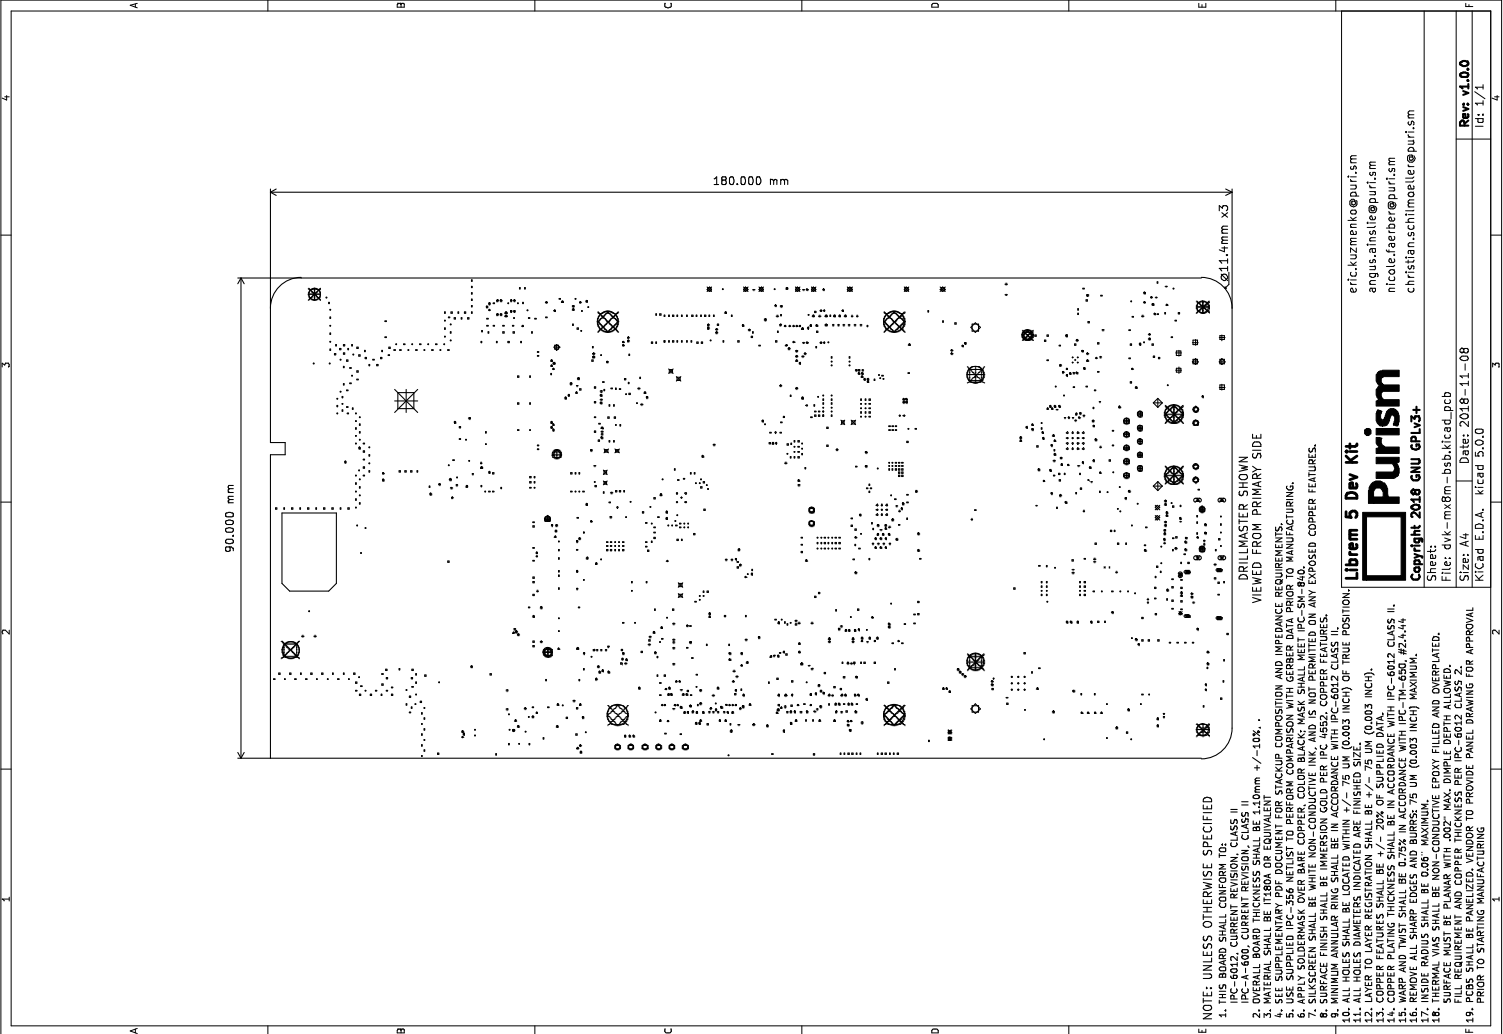 180.000 mm
90.000 mm
⌀11.4mm x3
DRILLMASTER SHOWN
VIEWED FROM PRIMARY SIDE
NOTE: UNLESS OTHERWISE SPECIFIED
1. THIS BOARD SHALL CONFORM TO:
IPC-6012, CURRENT REVISION, CLASS II
IPC-A-600, CURRENT REVISION, CLASS II
2. OVERALL BOARD THICKNESS SHALL BE 1.10mm +/-10%, .
3. MATERIAL SHALL BE IT180A OR EQUIVALENT
4. SEE SUPPLEMENTARY PDF DOCUMENT FOR STACKUP COMPOSITION AND IMPEDANCE REQUIREMENTS.
5. USE SUPPLIED IPC-356 NETLIST TO PERFORM COMPARISON WITH GERBER DATA PRIOR TO MANUFACTURING.
6. APPLY SOLDERMASK OVER BARE COPPER, COLOR BLACK; MASK SHALL MEET IPC-SM-840.
7. SILKSCREEN SHALL BE WHITE NON-CONDUCTIVE INK, AND IS NOT PERMITTED ON ANY EXPOSED COPPER FEATURES.
8. SURFACE FINISH SHALL BE IMMERSION GOLD PER IPC 4552. COPPER FEATURES.
9. MINIMUM ANNULAR RING SHALL BE IN ACCORDANCE WITH IPC-6012 CLASS II.
10. ALL HOLES SHALL BE LOCATED WITHIN +/- 75 UM (0.003 INCH) OF TRUE POSITION.
11. ALL HOLES DIAMETERS INDICATED ARE FINISHED SIZE.
12. LAYER TO LAYER REGISTRATION SHALL BE +/- 75 UM (0.003 INCH).
13. COPPER FEATURES SHALL BE +/- 20% OF SUPPLIED DATA.
14. COPPER PLATING THICKNESS SHALL BE IN ACCORDANCE WITH IPC-6012 CLASS II.
15. WARP AND TWIST SHALL BE 0.75% IN ACCORDANCE WITH IPC-TM-650, #2.4.44
16. REMOVE ALL SHARP EDGES AND BURRS: 75 UM (0.003 INCH) MAXIMUM.
17. INSIDE RADIUS SHALL BE 0.06" MAXIMUM.
18. THERMAL VIAS SHALL BE NON-CONDUCTIVE EPOXY FILLED AND OVERPLATED.
SURFACE MUST BE PLANAR WITH .002" MAX. DIMPLE DEPTH ALLOWED.
FILL REQUIREMENT AND COPPER THICKNESS PER IPC-6012 CLASS 2.
19. PCBS SHALL BE PANELIZED. VENDOR TO PROVIDE PANEL DRAWING FOR APPROVAL
PRIOR TO STARTING MANUFACTURING
Librem 5 Dev Kit
Purism
Copyright 2018 GNU GPLv3+
eric.kuzmenko@puri.sm
angus.ainslie@puri.sm
nicole.faerber@puri.sm
christian.schilmoeller@puri.sm
Sheet:
File: dvk-mx8m-bsb.kicad_pcb
Size: A4
Date: 2018-11-08
Rev: v1.0.0
KiCad E.D.A. kicad 5.0.0
Id: 1/1
A
B
C
D
E
F
A
B
C
D
E
F
1
2
3
4
1
2
3
4